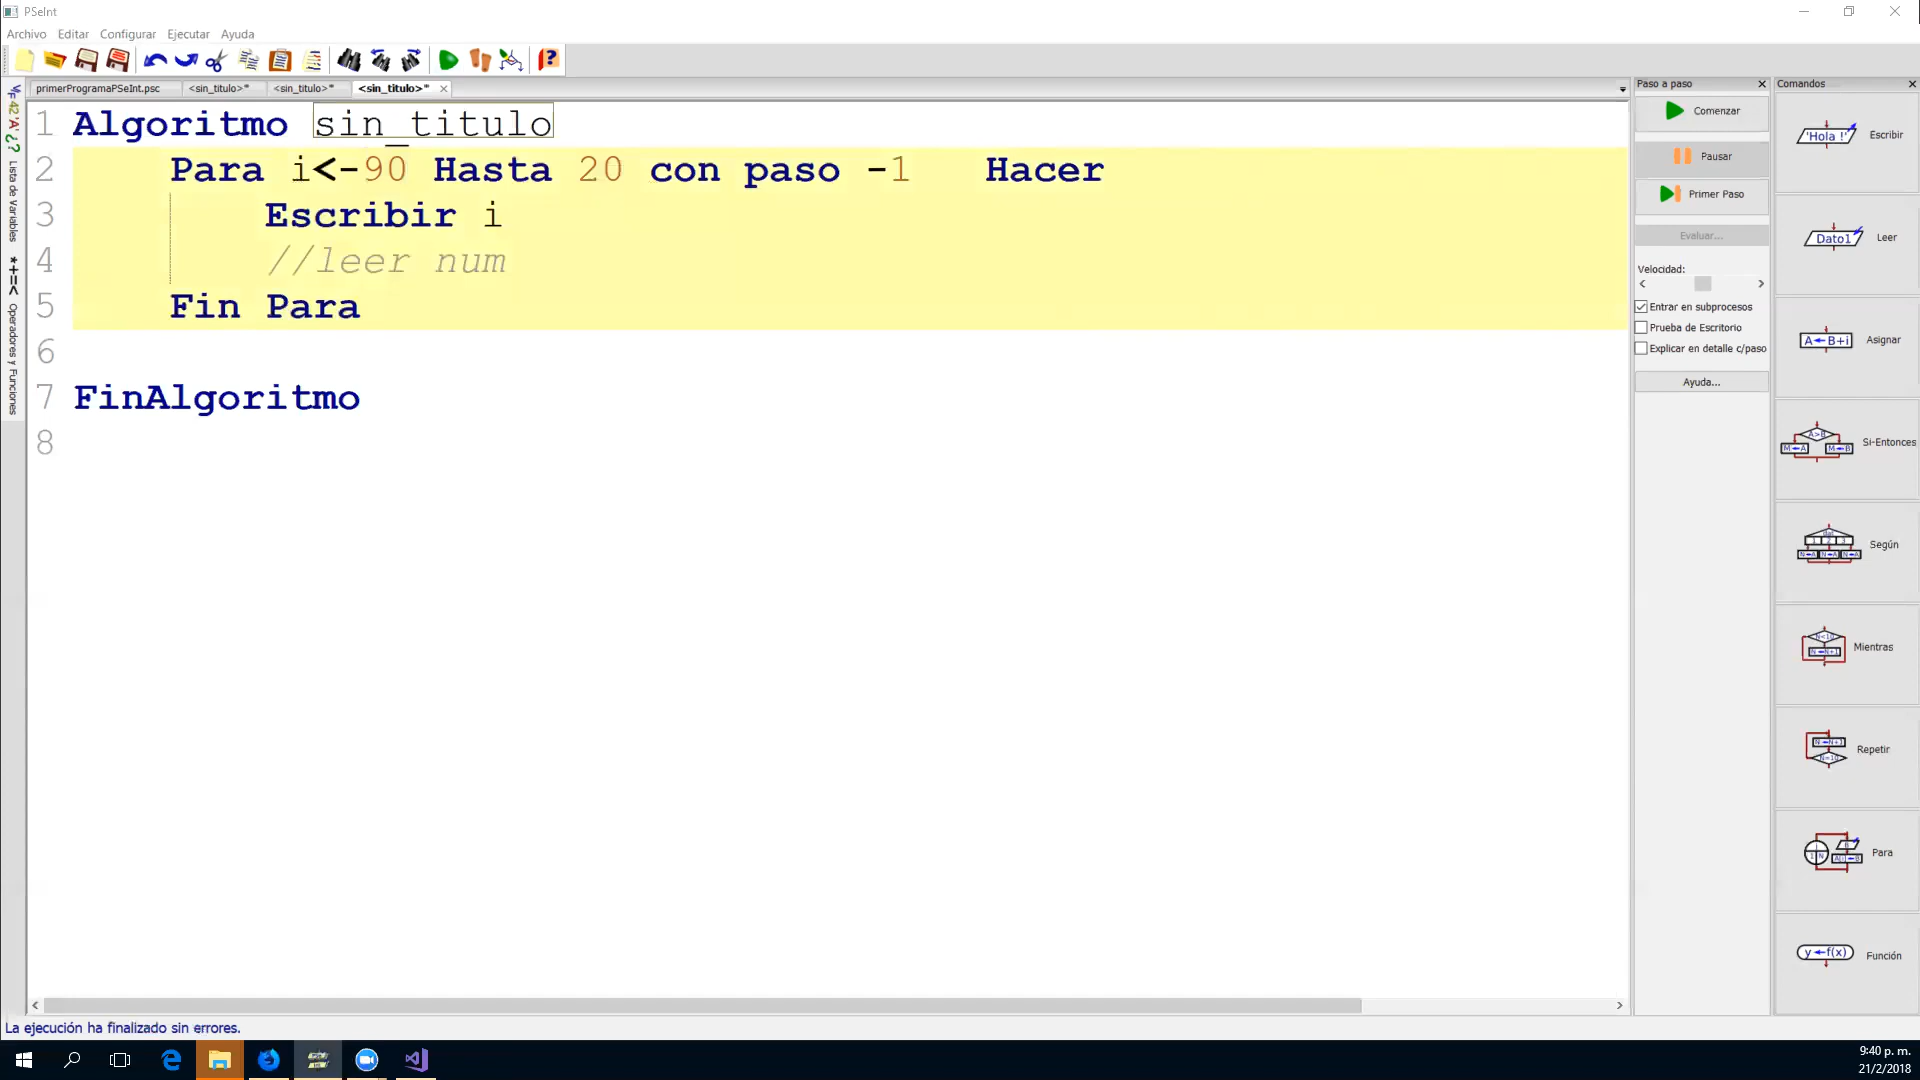 PSeInt
Archivo Editar Configurar Ejecutar Ayuda
primerProgramaPSeInt.psc <sin_titulo>* <sin_titulo>* <sin_titulo>*
Lista de Variables
Operadores y Funciones
1 Algoritmo sin_titulo
2 Para i<-90 Hasta 20 con paso -1 Hacer
3 Escribir i
4 //leer num
5 Fin Para
6
7 FinAlgoritmo
8
Paso a paso
Comenzar
Pausar
Primer Paso
Evaluar...
Velocidad:
Entrar en subprocesos
Prueba de Escritorio
Explicar en detalle c/paso
Ayuda...
Comandos
'Hola !' Escribir
Dato1 Leer
A←B+i Asignar
Si-Entonces
Según
Mientras
Repetir
Para
y←f(x) Función
La ejecución ha finalizado sin errores.
9:40 p. m.
21/2/2018